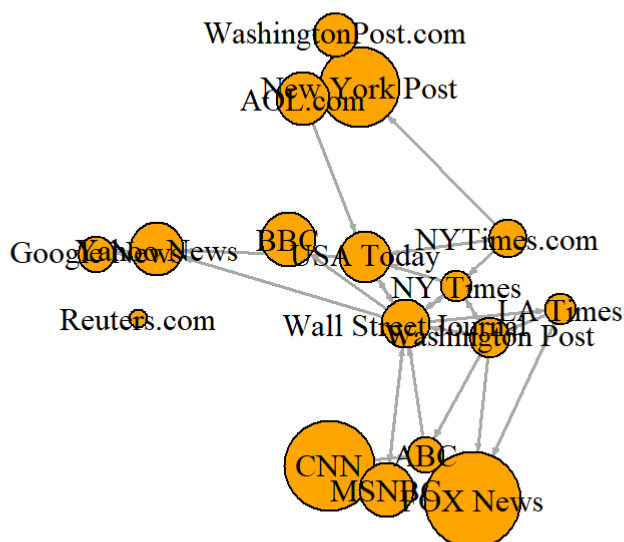 WashingtonPost.com
New York Post
AOL.com
NYTimes.com
BBC
USA Today
Google News
Yahoo News
NY Times
LA Times
Reuters.com
Wall Street Journal
Washington Post
CNN
ABC
MSNBC
FOX News